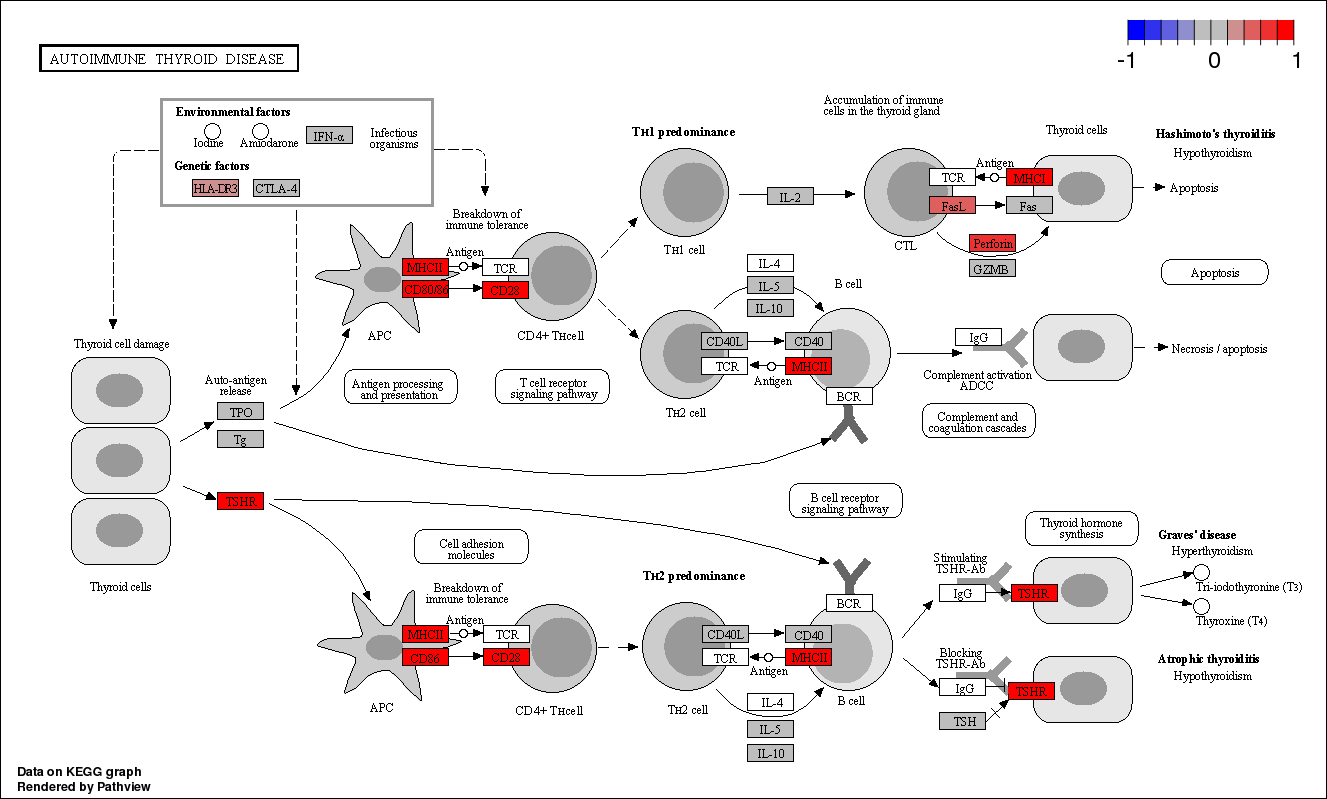 -1
0
1
AUTOIMMUNE THYROID DISEASE
Environmental factors
Iodine
Amiodarone
IFN-α
Infectious
organisms
Genetic factors
HLA-DR3
CTLA-4
Accumulation of immune
cells in the thyroid gland
TH1 predominance
Thyroid cells
Hashimoto's thyroiditis
Hypothyroidism
Antigen
TCR
MHCI
FasL
Fas
Apoptosis
IL-2
Perforin
GZMB
CTL
TH1 cell
Breakdown of
immune tolerance
Antigen
MHCII
TCR
CD80/86
CD28
APC
CD4+ THcell
IL-4
IL-5
IL-10
B cell
Apoptosis
CD40L
CD40
TCR
MHCII
Antigen
BCR
TH2 cell
IgG
Complement activation
ADCC
Necrosis / apoptosis
Thyroid cell damage
Auto-antigen
release
TPO
Tg
TSHR
Thyroid cells
Antigen processing
and presentation
T cell receptor
signaling pathway
Complement and
coagulation cascades
B cell receptor
signaling pathway
Cell adhesion
molecules
Thyroid hormone
synthesis
Breakdown of
immune tolerance
Antigen
MHCII
TCR
CD86
CD28
APC
CD4+ THcell
TH2 predominance
BCR
CD40L
CD40
TCR
MHCII
Antigen
TH2 cell
B cell
IL-4
IL-5
IL-10
Stimulating
TSHR-Ab
IgG
TSHR
Graves' disease
Hyperthyroidism
Tri-iodothyronine (T3)
Thyroxine (T4)
Blocking
TSHR-Ab
IgG
TSHR
TSH
Atrophic thyroiditis
Hypothyroidism
Data on KEGG graph
Rendered by Pathview